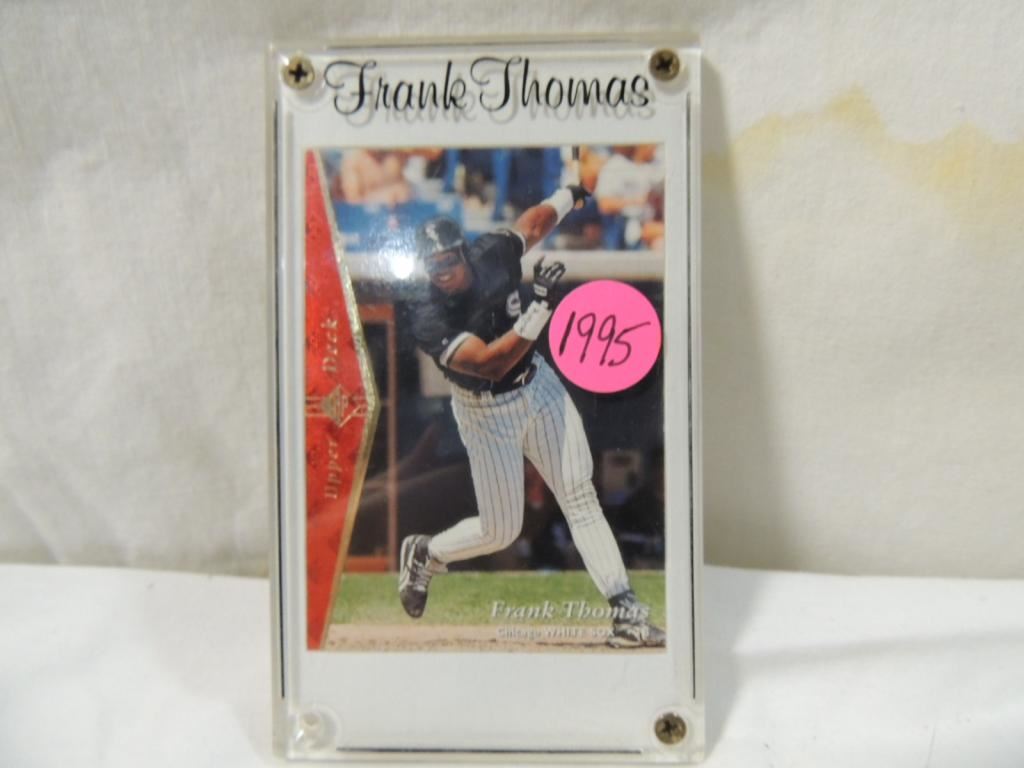 Frank Thomas
1995
Upper Deck
Frank Thomas
Chicago WHITE SOX